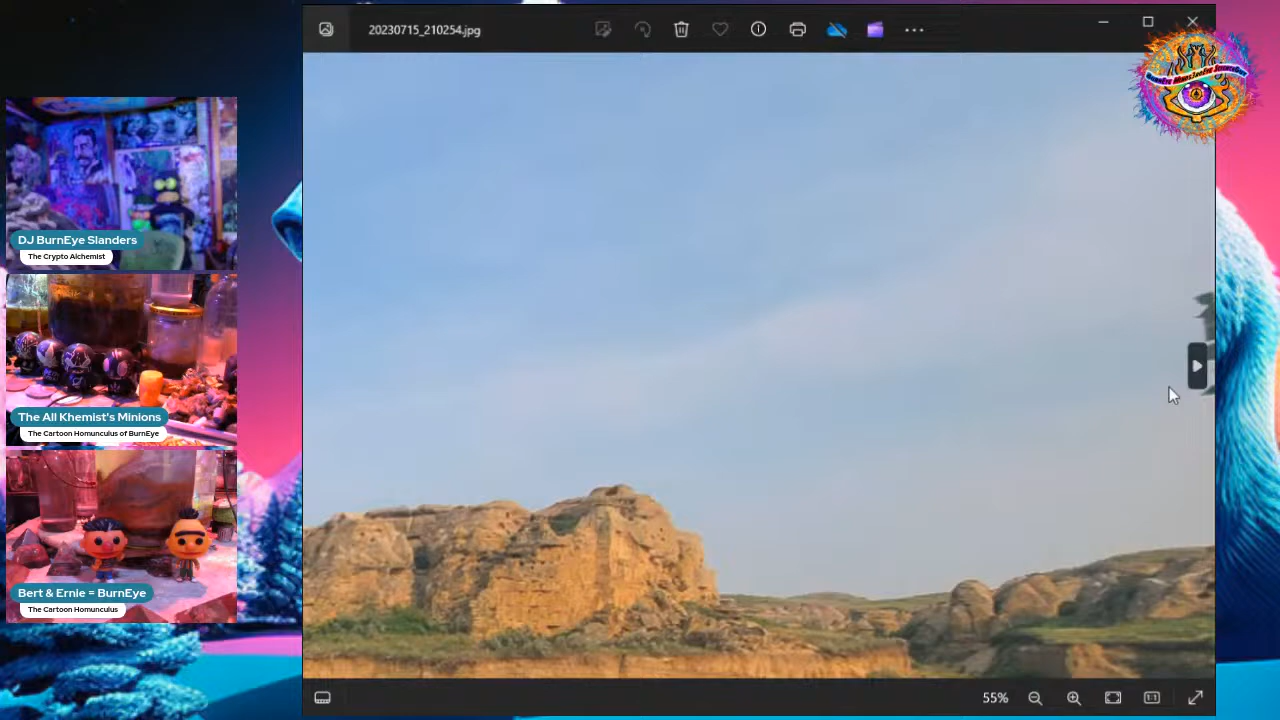 20230715_210254.jpg
DJ BurnEye Slanders
The Crypto Alchemist
The All Khemist's Minions
The Cartoon Homunculus of BurnEye
Bert & Ernie = BurnEye
The Cartoon Homunculus
55%